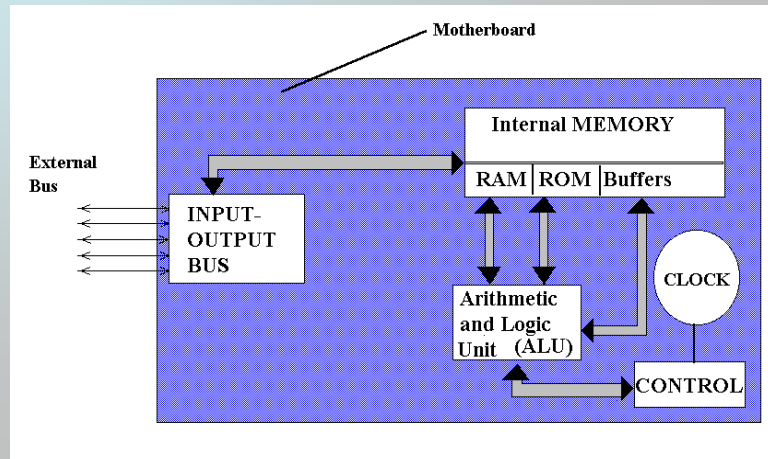 Motherboard
Internal MEMORY
External
Bus
RAM ROM Buffers
INPUT-
OUTPUT
BUS
CLOCK
Arithmetic
and Logic
Unit (ALU)
CONTROL